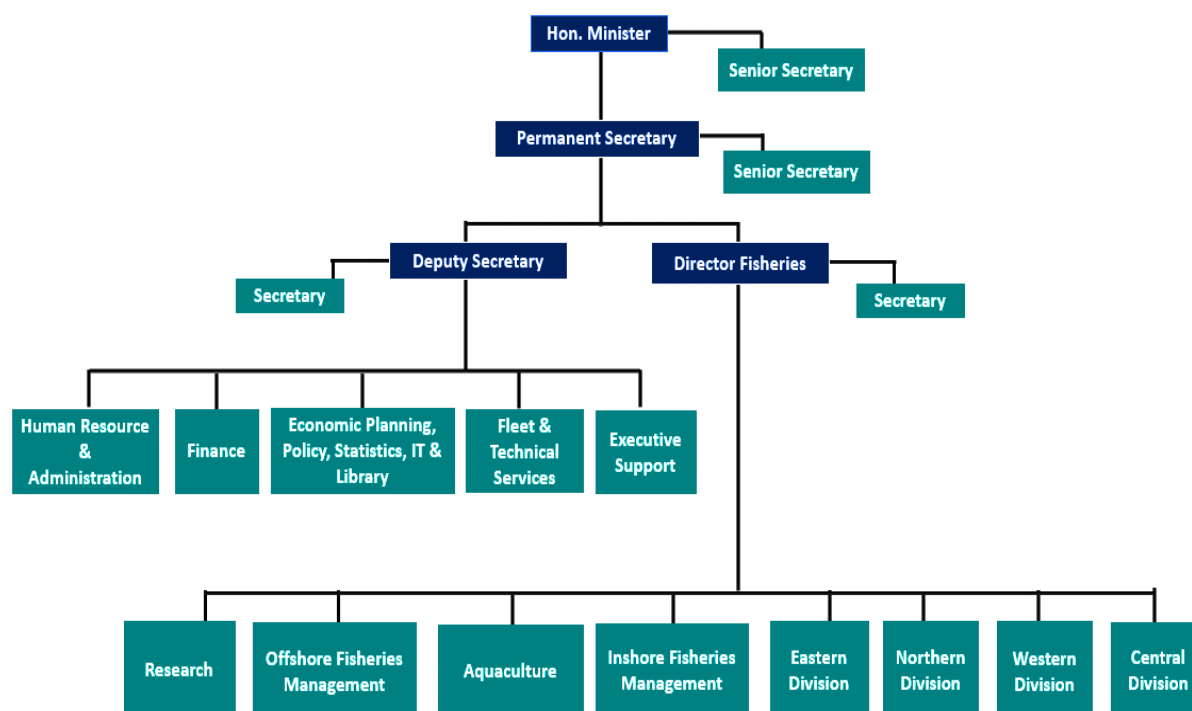 Hon. Minister
Senior Secretary
Permanent Secretary
Senior Secretary
Deputy Secretary
Director Fisheries
Secretary
Secretary
Human Resource
&
Administration
Finance
Economic Planning,
Policy, Statistics, IT &
Library
Fleet &
Technical
Services
Executive
Support
Research
Offshore Fisheries
Management
Aquaculture
Inshore Fisheries
Management
Eastern
Division
Northern
Division
Western
Division
Central
Division